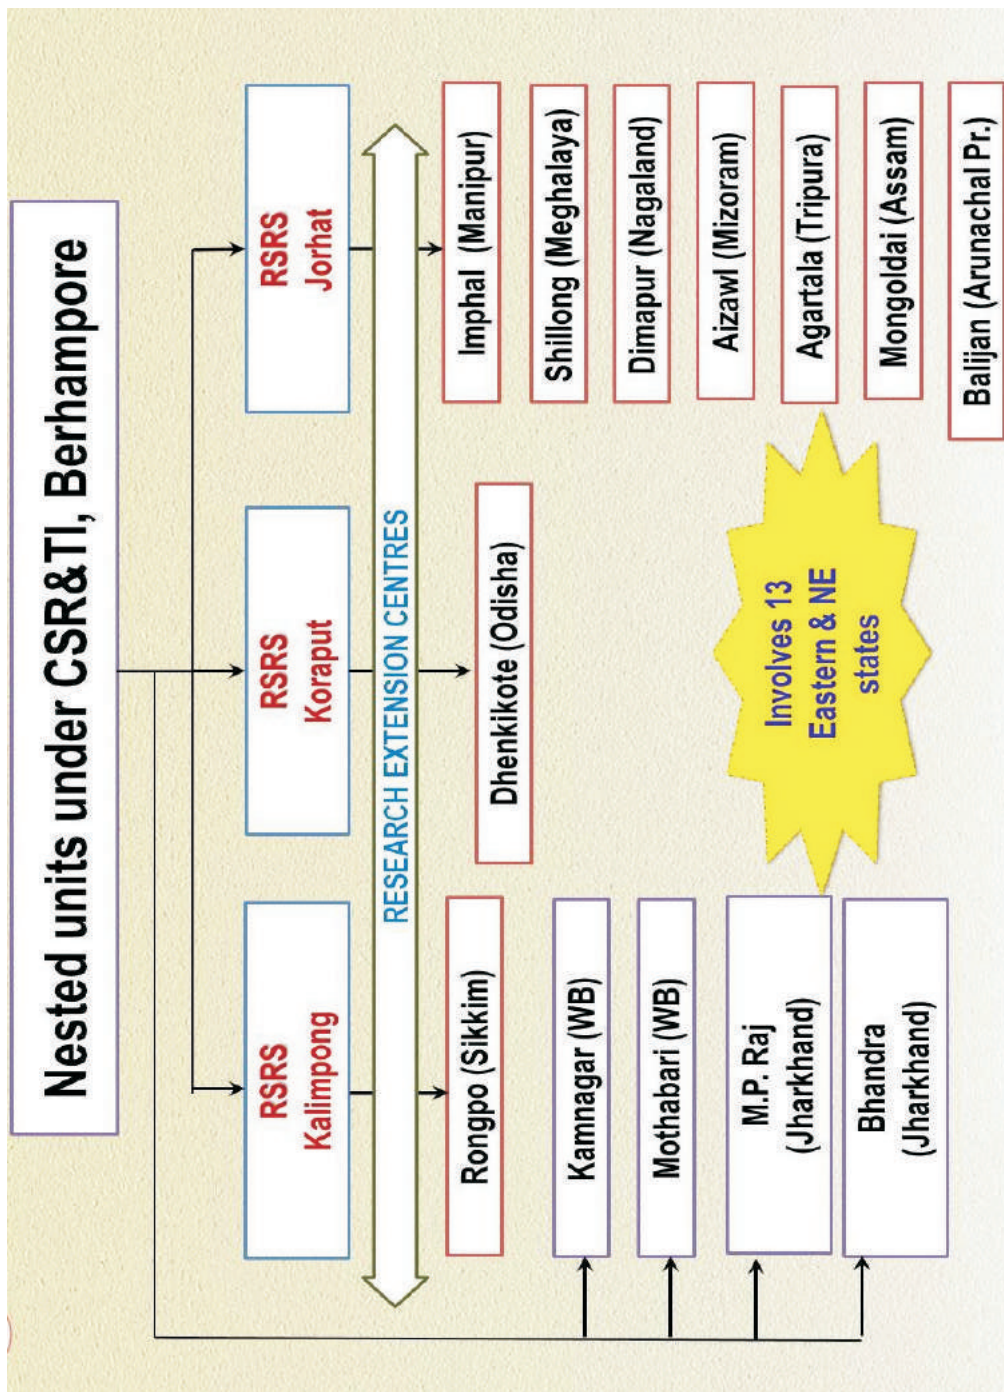 Nested units under CSR&TI, Berhampore
RSRS
Kalimpong
RSRS
Koraput
RSRS
Jorhat
RESEARCH EXTENSION CENTRES
Rongpo (Sikkim)
Kamnagar (WB)
Mothabari (WB)
M.P. Raj
(Jharkhand)
Bhandra
(Jharkhand)
Dhenkikote (Odisha)
Involves 13
Eastern & NE
states
Imphal (Manipur)
Shillong (Meghalaya)
Dimapur (Nagaland)
Aizawl (Mizoram)
Agartala (Tripura)
Mongoldai (Assam)
Balijan (Arunachal Pr.)